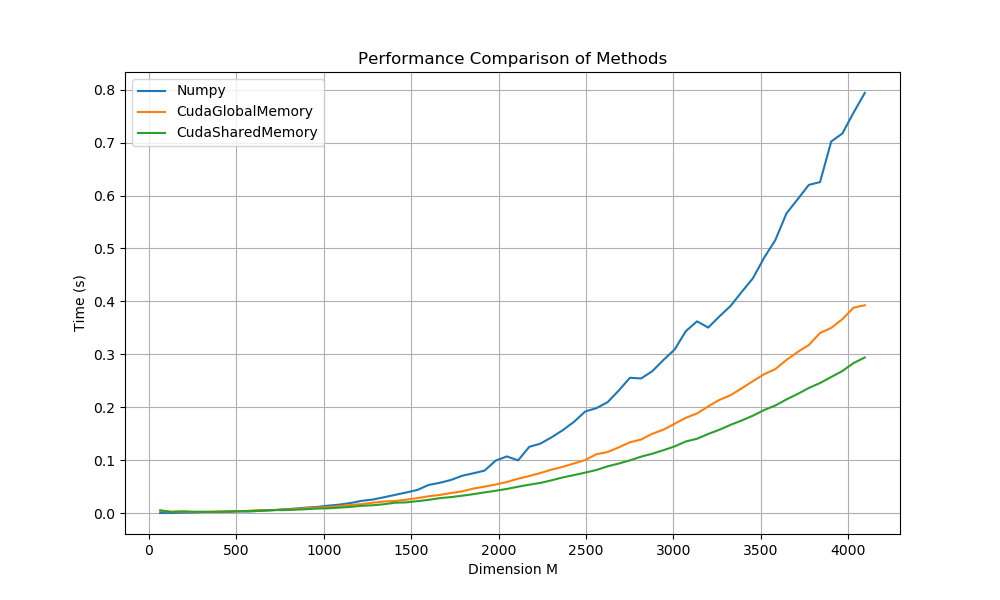 Performance Comparison of Methods
Numpy
CudaGlobalMemory
CudaSharedMemory
Time (s)
0.8
0.7
0.6
0.5
0.4
0.3
0.2
0.1
0.0
0 500 1000 1500 2000 2500 3000 3500 4000
Dimension M